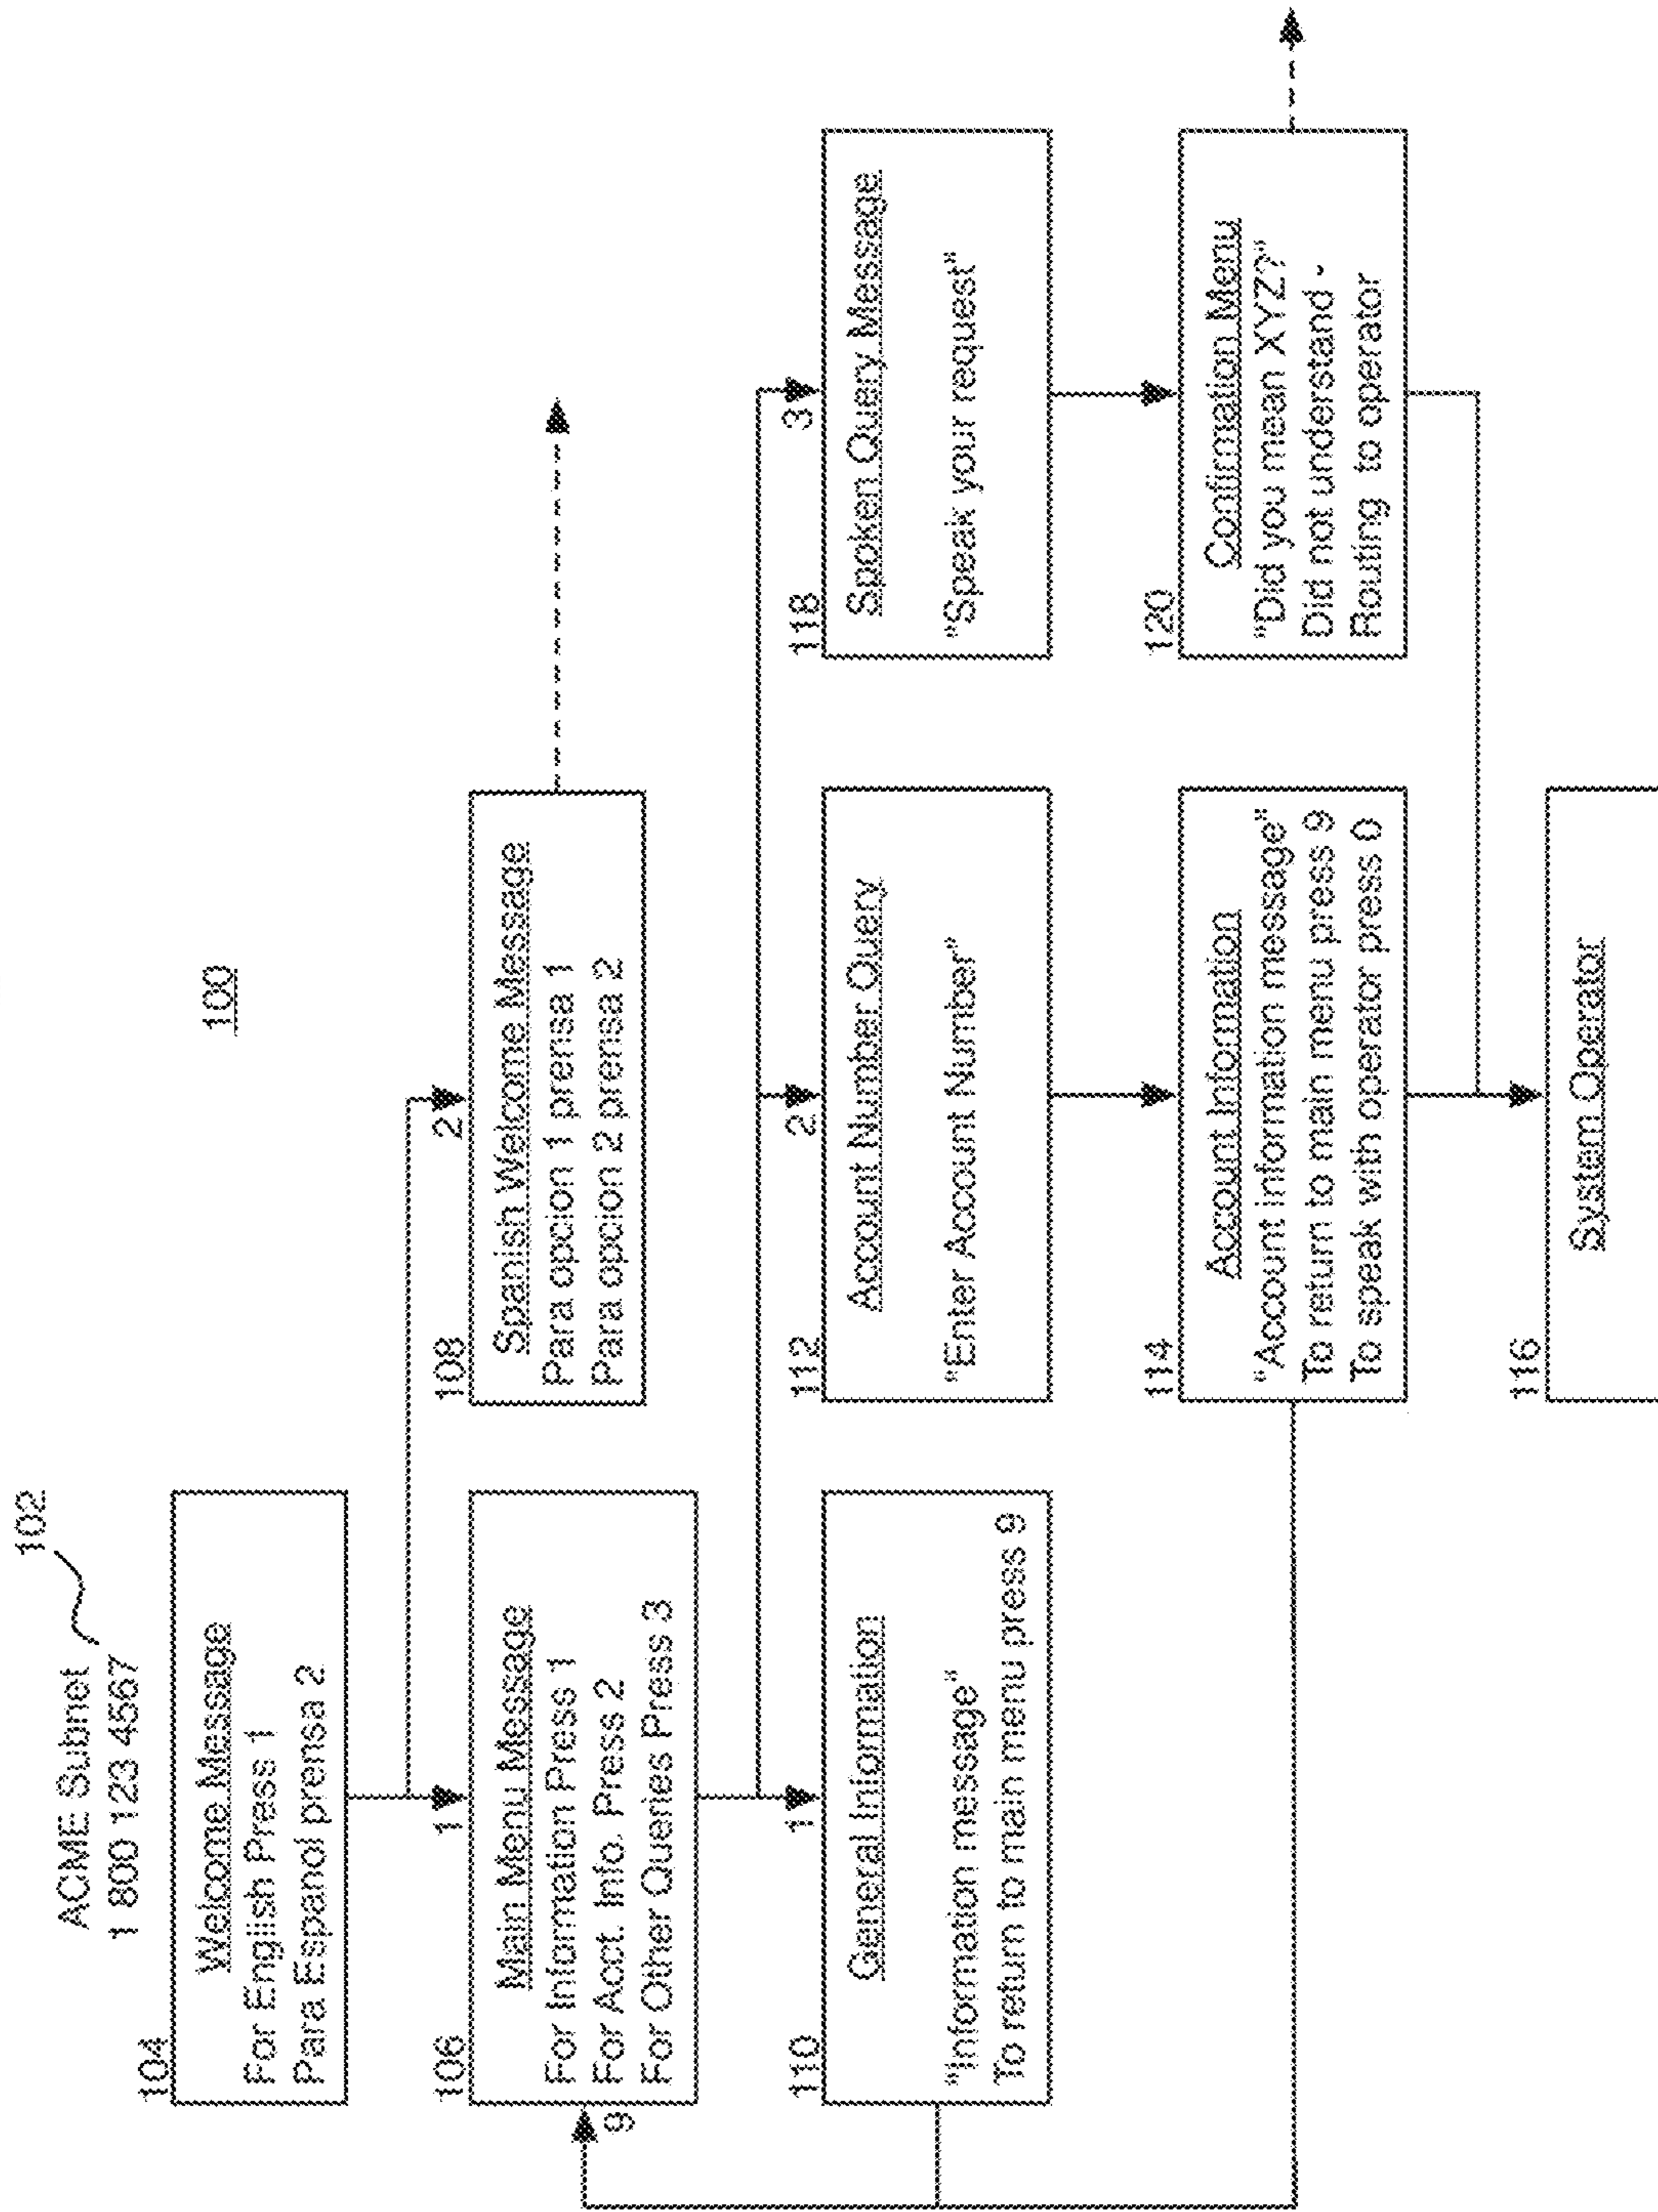 100
ACME Subnet
1 800 123 4567
102
104
Welcome Message
For English Press 1
Para Espanol prensa 2
1
2
106
Main Menu Message
For Information Press 1
For Acct. Info. Press 2
For Other Queries Press 3
9
108
Spanish Welcome Message
Para opcion 1 prensa 1
Para opcion 2 prensa 2
1
2
3
110
General Information
"Information message"
To return to main menu press 9
112
Account Number Query
"Enter Account Number"
118
Spoken Query Message
"Speak your request"
114
Account Information
"Account information message"
To return to main menu press 9
To speak with operator press 0
120
Confirmation Menu
"Did you mean XYZ?"
Did not understand -
Routing to operator
116
System Operator